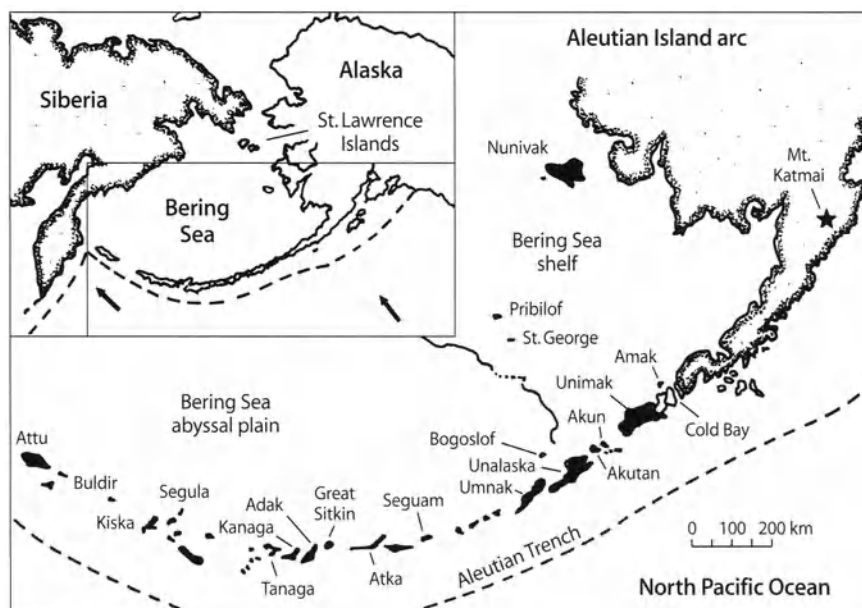 Aleutian Island arc
Siberia
Alaska
St. Lawrence
Islands
Bering
Sea
Nunivak
Mt.
Katmai
Bering Sea
shelf
Pribilof
St. George
Amak
Unimak
Cold Bay
Akun
Akutan
Bogoslof
Unalaska
Umnak
Bering Sea
abyssal plain
Attu
Buldir
Kiska
Segula
Tanaga
Kanaga
Adak
Great
Sitkin
Atka
Seguam
Aleutian Trench
0 100 200 km
North Pacific Ocean